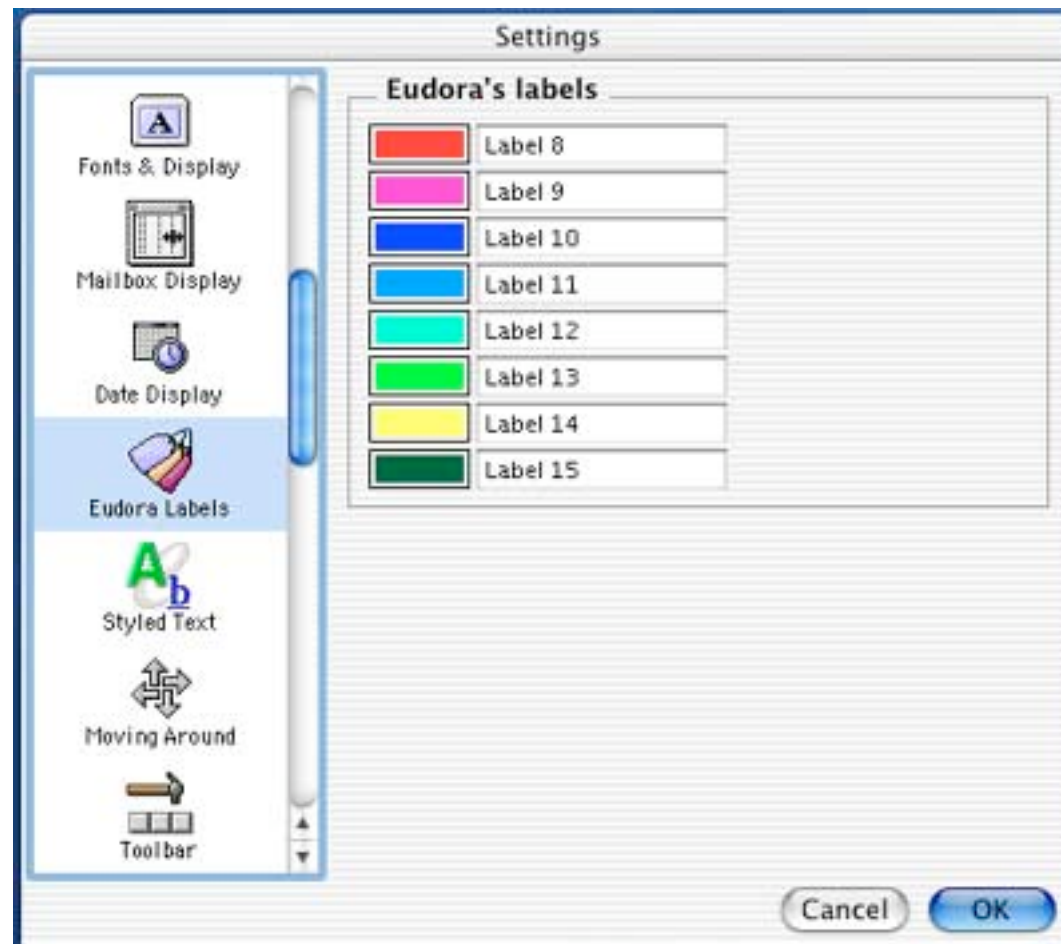 Settings
Fonts & Display
Mailbox Display
Date Display
Eudora Labels
Styled Text
Moving Around
Toolbar
Eudora's labels
Label 8
Label 9
Label 10
Label 11
Label 12
Label 13
Label 14
Label 15
Cancel
OK